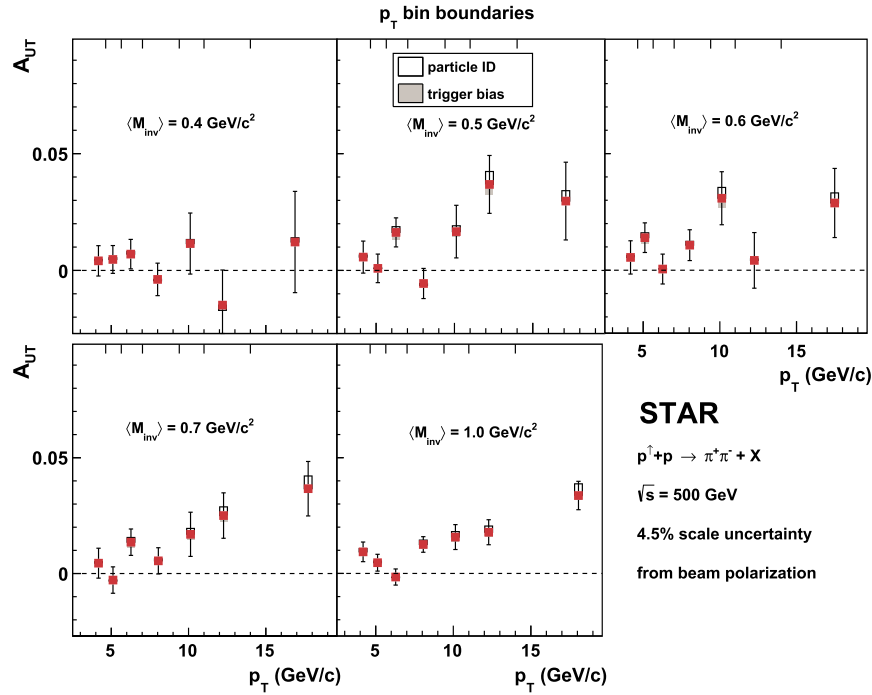 p_T bin boundaries
A_UT
particle ID
trigger bias
⟨M_inv⟩ = 0.4 GeV/c²
⟨M_inv⟩ = 0.5 GeV/c²
⟨M_inv⟩ = 0.6 GeV/c²
0.05
0
5 10 15
p_T (GeV/c)
A_UT
⟨M_inv⟩ = 0.7 GeV/c²
⟨M_inv⟩ = 1.0 GeV/c²
0.05
0
5 10 15
5 10 15
p_T (GeV/c)
p_T (GeV/c)
STAR
p^↑+p → π⁺π⁻ + X
√s = 500 GeV
4.5% scale uncertainty
from beam polarization